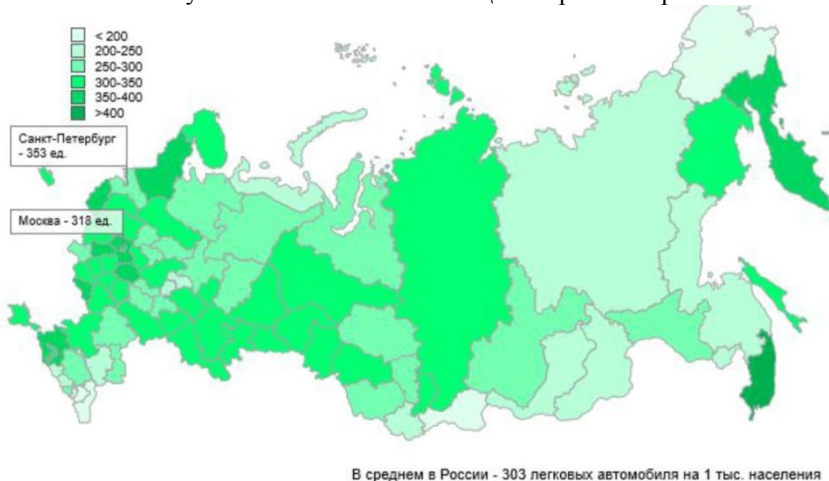 < 200
200-250
250-300
300-350
350-400
>400
Санкт-Петербург
- 353 ед.
Москва - 318 ед.
В среднем в России - 303 легковых автомобиля на 1 тыс. населения